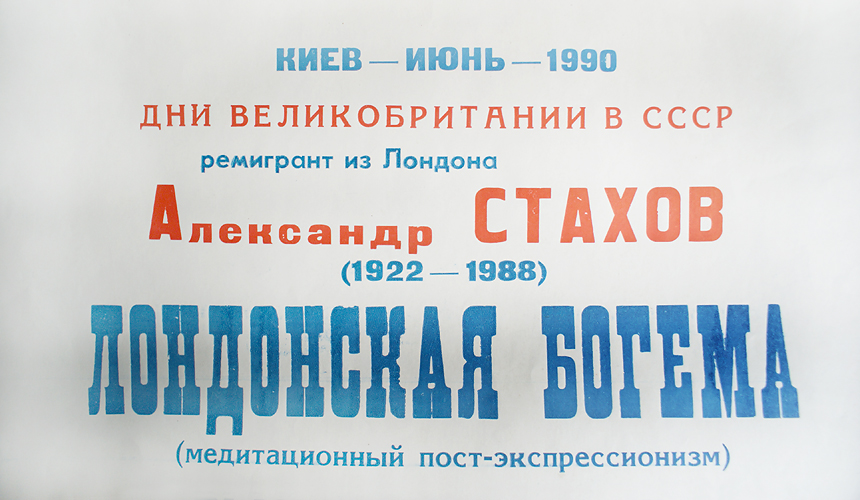 КИЕВ — ИЮНЬ — 1990
ДНИ ВЕЛИКОБРИТАНИИ В СССР
ремигрант из Лондона
Александр СТАХОВ
(1922 — 1988)
ЛОНДОНСКАЯ БОГЕМА
(медитационный пост-экспрессионизм)